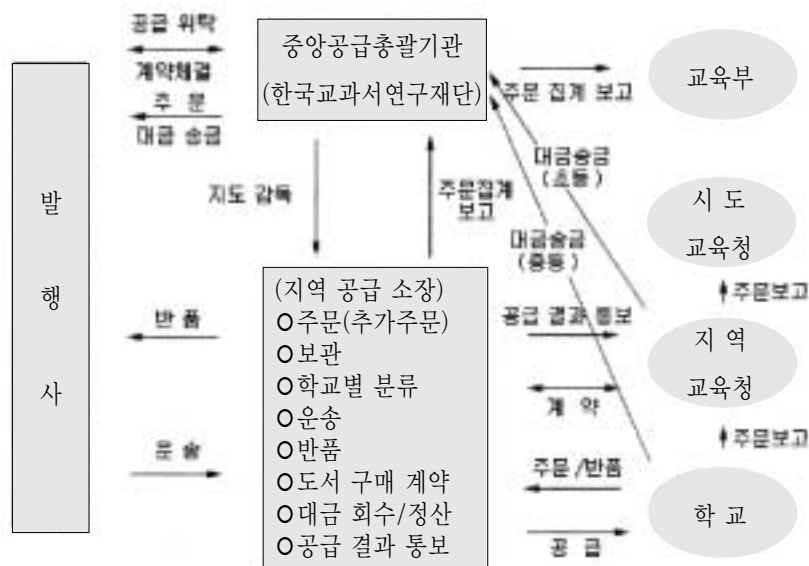 공급 위탁
계약체결
주 문
대금 송금
중앙공급총괄기관
(한국교과서연구재단)
주문 집계 보고
교육부
발
행
사
지도 감독
주문집계
보고
대금송금
(초등)
대금송금
(중등)
시 도
교육청
주문보고
반 품
운 송
(지역 공급 소장)
O주문(추가주문)
O보관
O학교별 분류
O운송
O반품
O도서 구매 계약
O대금 회수/정산
O공급 결과 통보
공급 결과 통보
계 약
지 역
교육청
주문보고
주문/반품
공 급
학 교